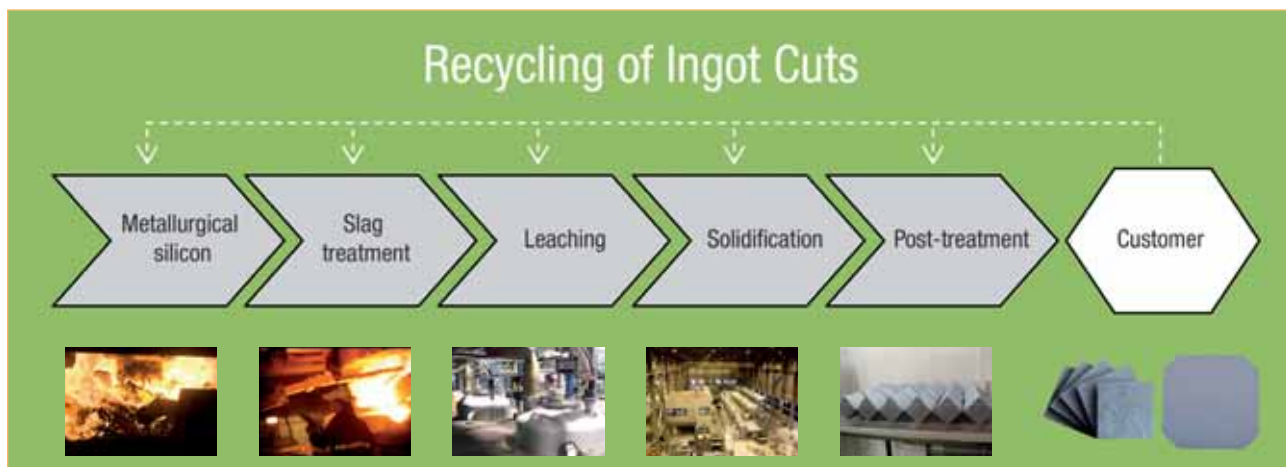 Recycling of Ingot Cuts
Metallurgical
silicon
Slag
treatment
Leaching
Solidification
Post-treatment
Customer